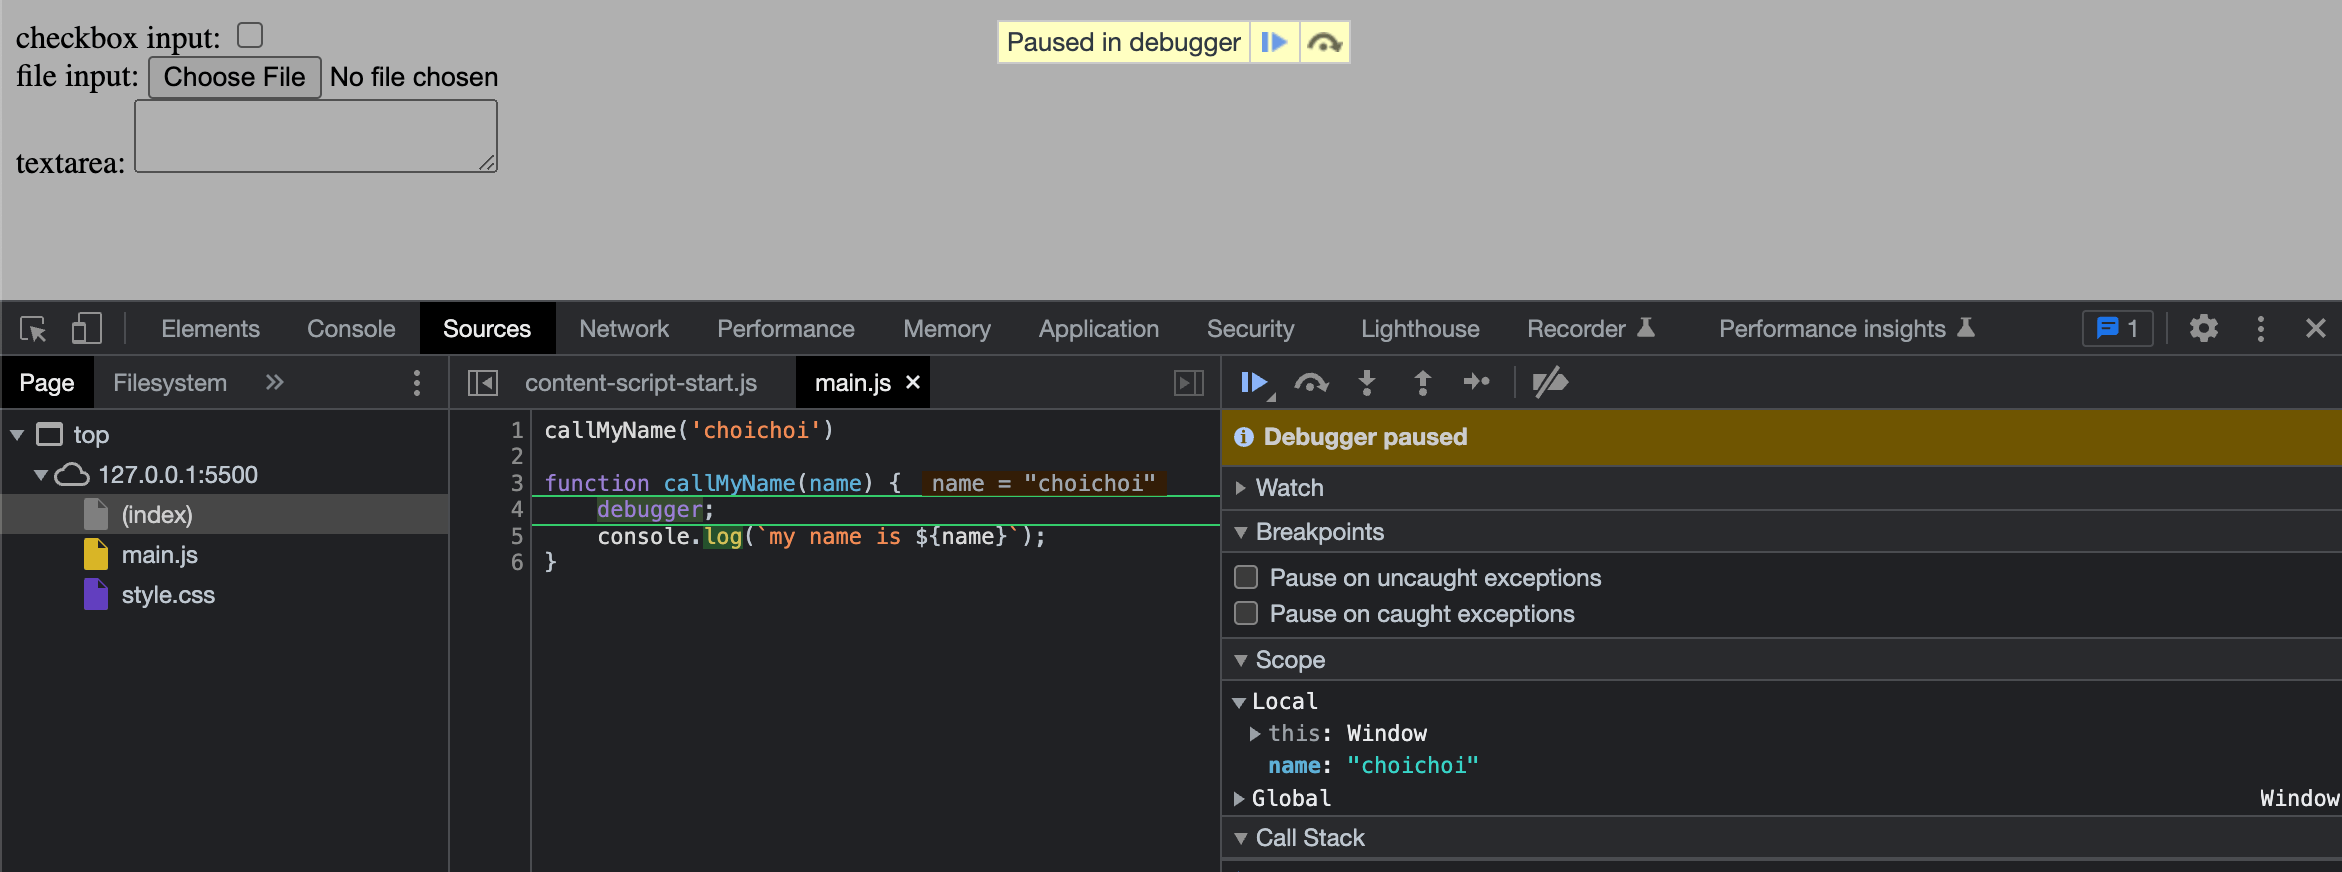 checkbox input:
Paused in debugger
file input: Choose File No file chosen
textarea:
Elements Console Sources Network Performance Memory Application Security Lighthouse Recorder Performance insights 1
Page Filesystem
content-script-start.js main.js
top
127.0.0.1:5500
(index)
main.js
style.css
1 callMyName('choichoi')
2
3 function callMyName(name) { name = "choichoi"
4 debugger;
5 console.log(`my name is ${name}`);
6 }
Debugger paused
Watch
Breakpoints
Pause on uncaught exceptions
Pause on caught exceptions
Scope
Local
this: Window
name: "choichoi"
Global Window
Call Stack